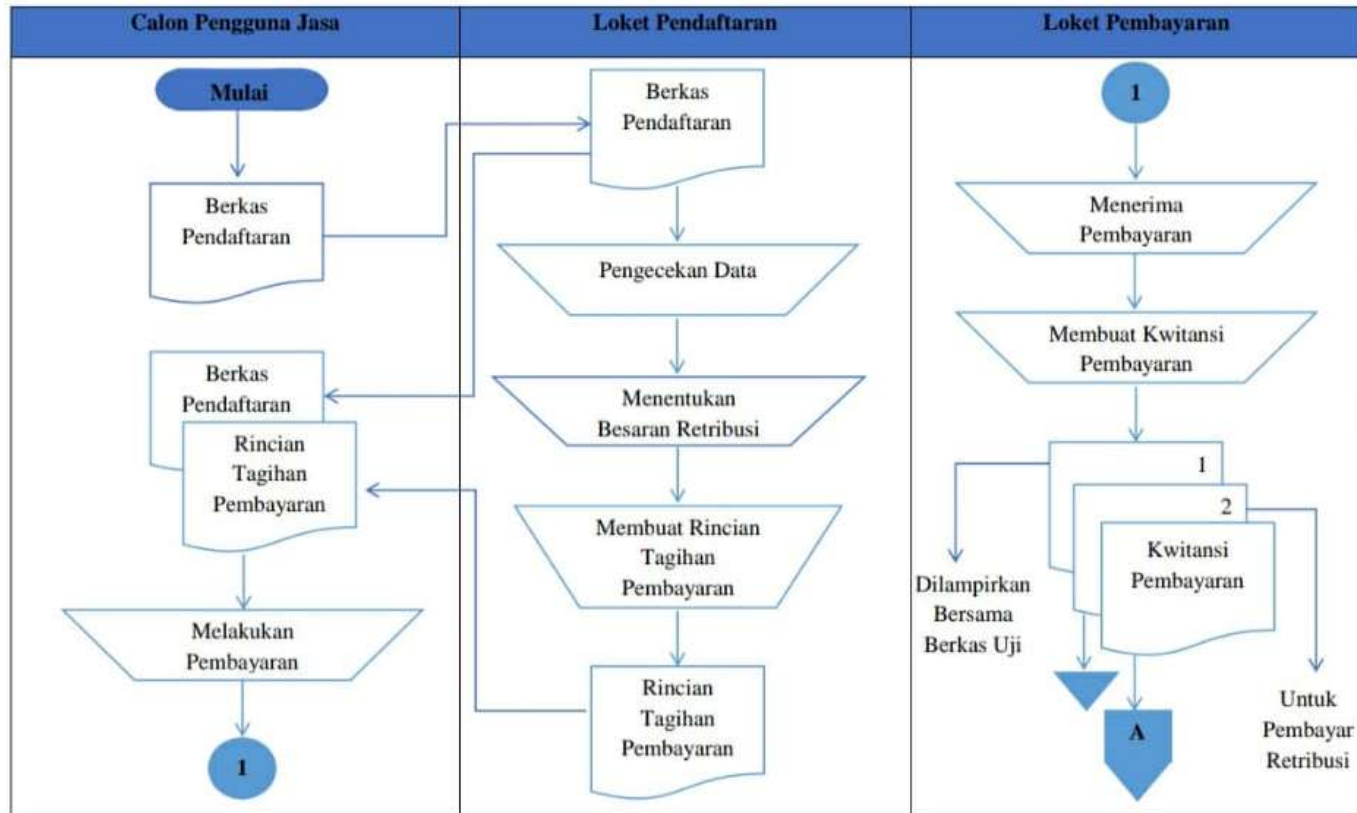 Calon Pengguna Jasa
Loket Pendaftaran
Loket Pembayaran
Mulai
Berkas
Pendaftaran
Berkas
Pendaftaran
Rincian
Tagihan
Pembayaran
Melakukan
Pembayaran
1
Berkas
Pendaftaran
Pengecekan Data
Menentukan
Besaran Retribusi
Membuat Rincian
Tagihan
Pembayaran
Rincian
Tagihan
Pembayaran
1
Menerima
Pembayaran
Membuat Kwitansi
Pembayaran
1
2
Kwitansi
Pembayaran
Dilampirkan
Bersama
Berkas Uji
A
Untuk
Pembayar
Retribusi